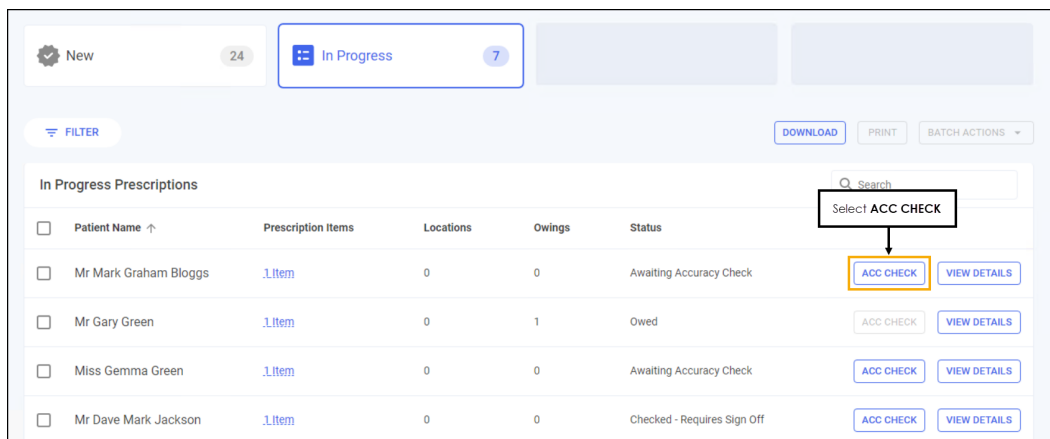 New 24 In Progress 7
FILTER DOWNLOAD PRINT BATCH ACTIONS
In Progress Prescriptions Search
Select ACC CHECK
Patient Name Prescription Items Locations Owings Status
Mr Mark Graham Bloggs 1 Item 0 0 Awaiting Accuracy Check ACC CHECK VIEW DETAILS
Mr Gary Green 1 Item 0 1 Owed ACC CHECK VIEW DETAILS
Miss Gemma Green 1 Item 0 0 Awaiting Accuracy Check ACC CHECK VIEW DETAILS
Mr Dave Mark Jackson 1 Item 0 0 Checked - Requires Sign Off ACC CHECK VIEW DETAILS